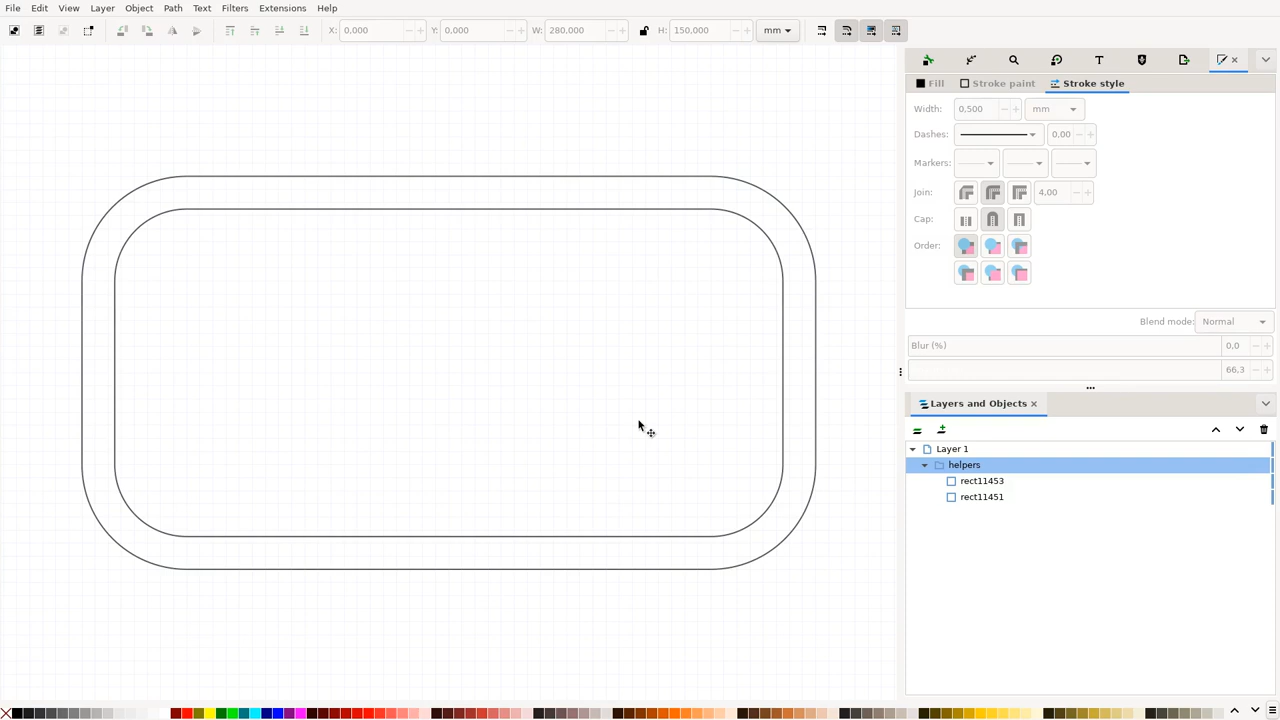 File Edit View Layer Object Path Text Filters Extensions Help
X: 0,000 Y: 0,000 W: 280,000 H: 150,000 mm
Fill Stroke paint Stroke style
Width: 0,500 mm
Dashes: 0,00
Markers:
Join: 4,00
Cap:
Order:
Blend mode: Normal
Blur (%) 0,0
66,3
Layers and Objects
Layer 1
helpers
rect11453
rect11451